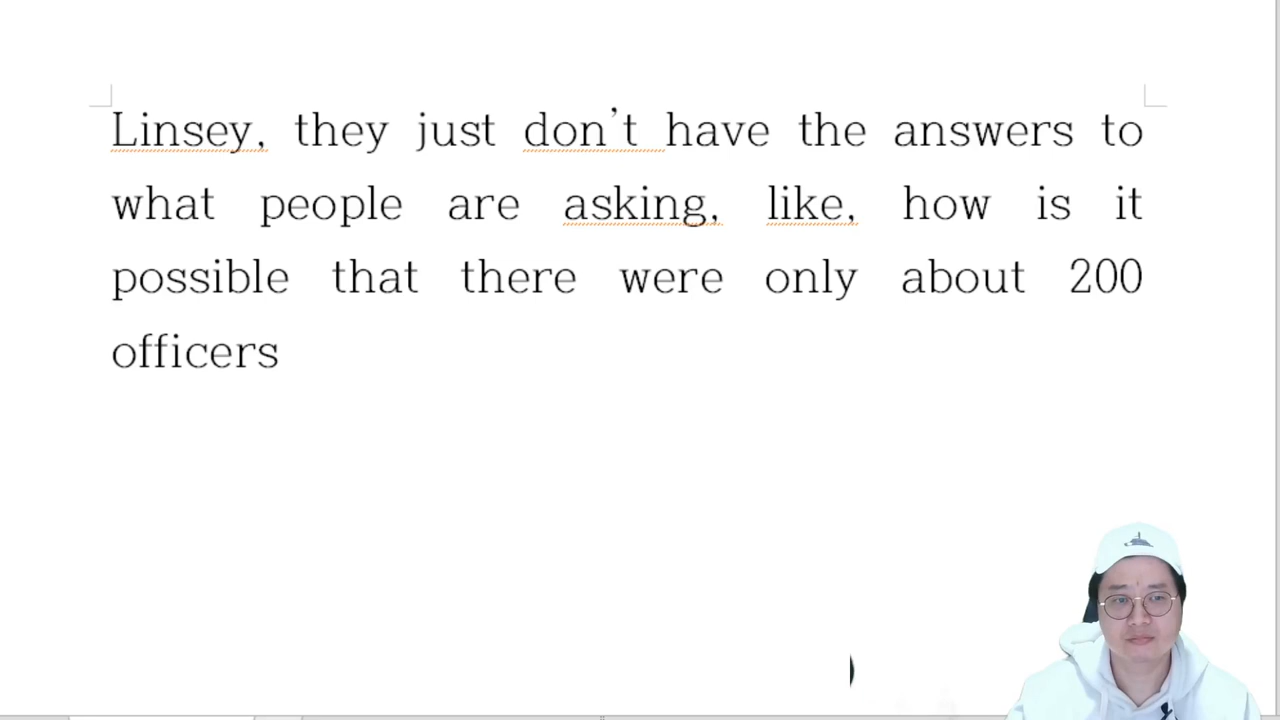 Linsey, they just don't have the answers to
what people are asking, like, how is it
possible that there were only about 200
officers